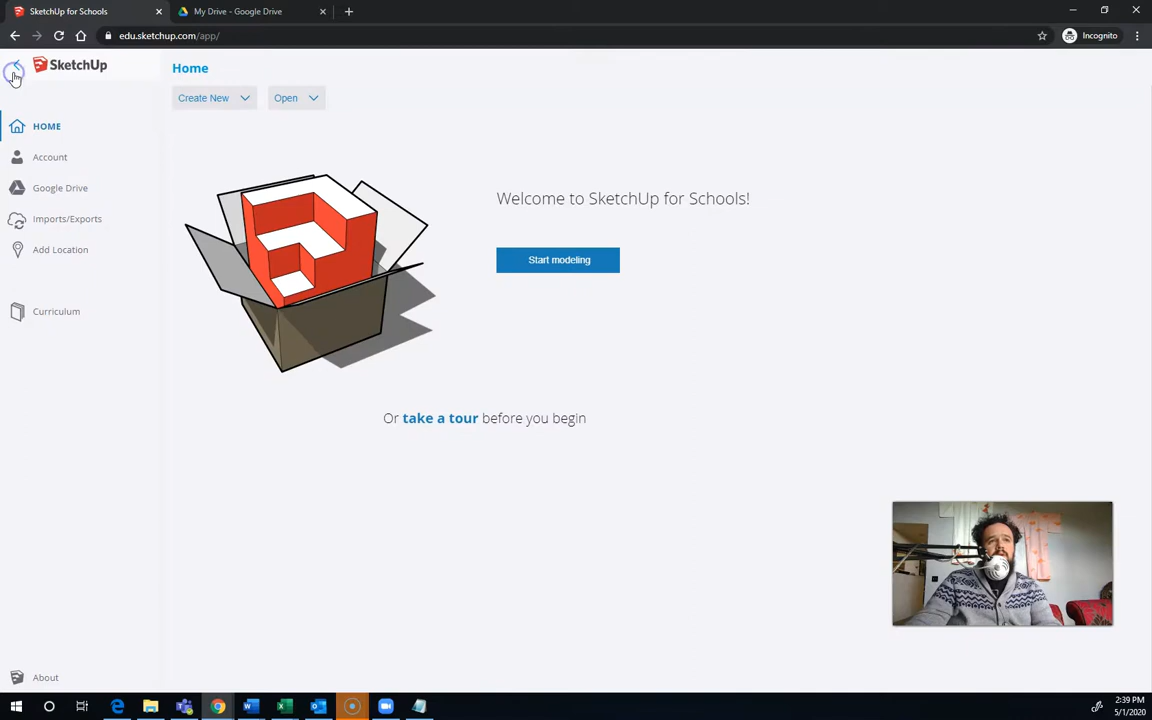 SketchUp for Schools
My Drive - Google Drive
edu.sketchup.com/app/
Incognito
SketchUp
Home
Create New
Open
HOME
Account
Google Drive
Imports/Exports
Add Location
Curriculum
Welcome to SketchUp for Schools!
Start modeling
Or take a tour before you begin
About
2:39 PM
5/1/2020